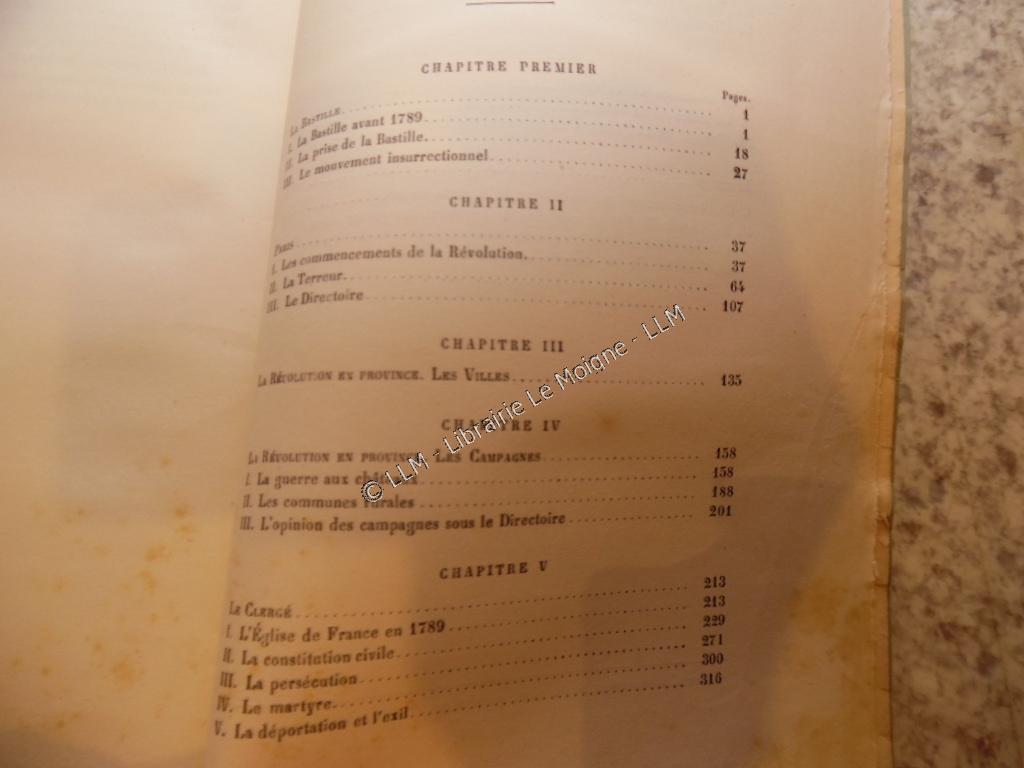 CHAPITRE PREMIER
Pages.
La Bastille. 1
I. La Bastille avant 1789 1
II. La prise de la Bastille. 18
III. Le mouvement insurrectionnel 27
CHAPITRE II
Paris 37
I. Les commencements de la Révolution. 37
II. La Terreur. 64
III. Le Directoire 107
CHAPITRE III
La Révolution en province. Les Villes 135
CHAPITRE IV
La Révolution en province. Les Campagnes 158
I. La guerre aux 158
II. Les communes rurales 188
III. L'opinion des campagnes sous le Directoire 201
CHAPITRE V
Le Clergé 213
I. L'Église de France en 1789 213
II. La constitution civile 229
III. La persécution 271
IV. Le martyre. 300
V. La déportation et l'exil 316
© LLM - Librairie Le Moigne - LLM